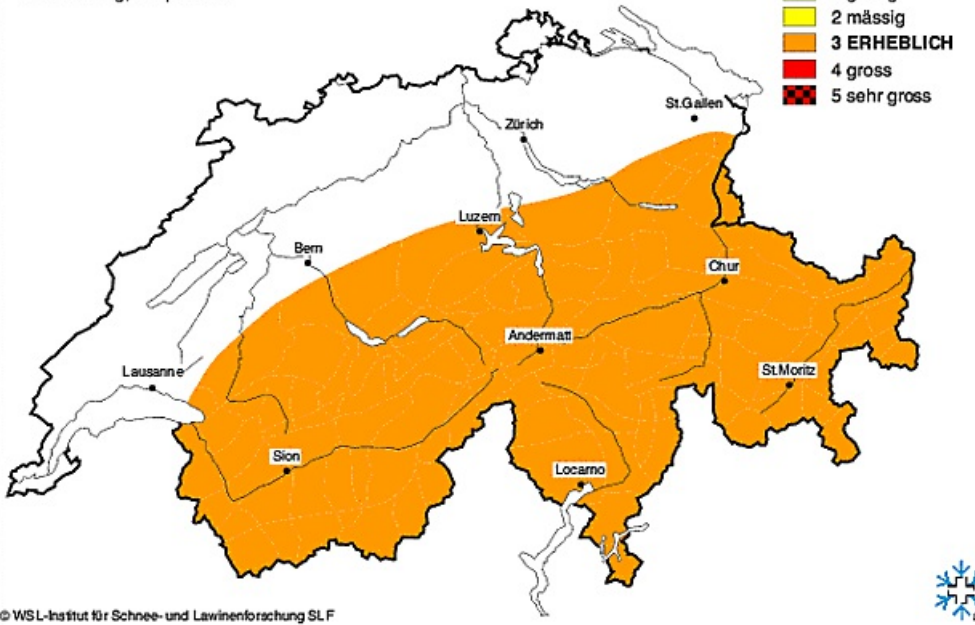 2 mässig
3 ERHEBLICH
4 gross
5 sehr gross
St.Gallen
Zürich
Luzern
Bern
Chur
Andermatt
Lausanne
St.Moritz
Sion
Locarno
© WSL-Institut für Schnee- und Lawinenforschung SLF